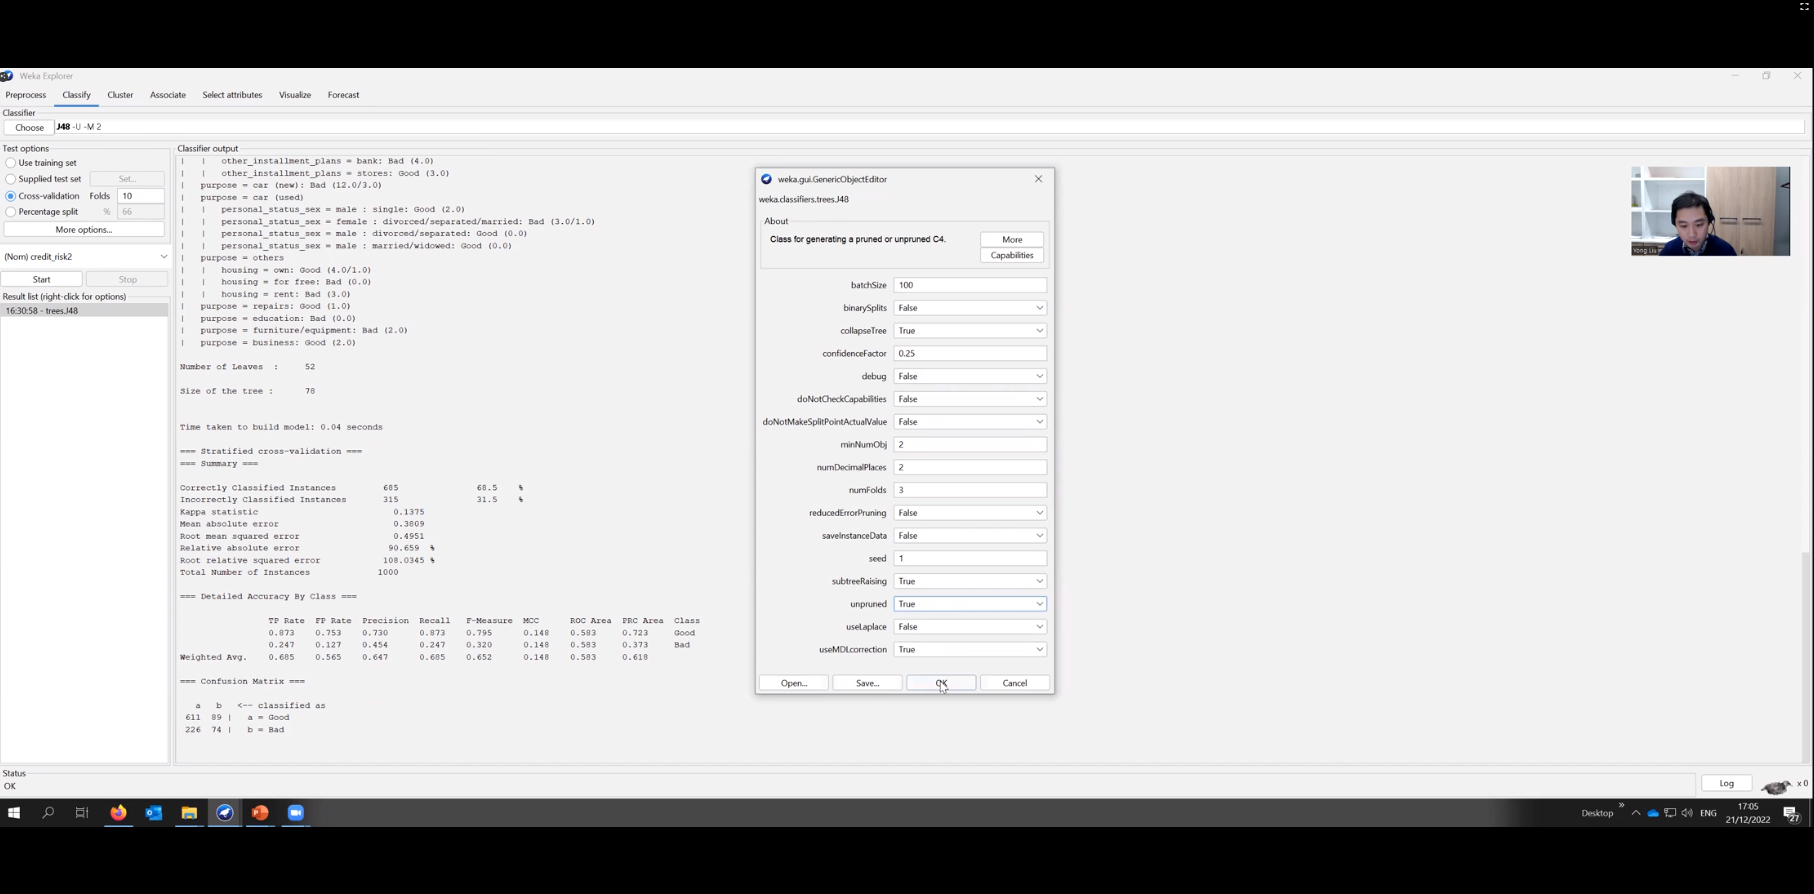 Weka Explorer
Preprocess Classify Cluster Associate Select attributes Visualize Forecast
Classifier
Choose J48 -U -M 2
Test options
Use training set
Supplied test set Set...
Cross-validation Folds 10
Percentage split % 66
More options...
(Nom) credit_risk2
Start Stop
Result list (right-click for options)
16:30:58 - trees.J48
Classifier output
| | other_installment_plans = bank: Bad (4.0)
| | other_installment_plans = stores: Good (3.0)
| purpose = car (new): Bad (12.0/3.0)
| purpose = car (used)
| | personal_status_sex = male : single: Good (2.0)
| | personal_status_sex = female : divorced/separated/married: Bad (3.0/1.0)
| | personal_status_sex = male : divorced/separated: Good (0.0)
| | personal_status_sex = male : married/widowed: Good (0.0)
| purpose = others
| | housing = own: Good (4.0/1.0)
| | housing = for free: Bad (0.0)
| | housing = rent: Bad (3.0)
| purpose = repairs: Good (1.0)
| purpose = education: Bad (0.0)
| purpose = furniture/equipment: Bad (2.0)
| purpose = business: Good (2.0)
Number of Leaves : 52
Size of the tree : 78
Time taken to build model: 0.04 seconds
=== Stratified cross-validation ===
=== Summary ===
Correctly Classified Instances 685 68.5 %
Incorrectly Classified Instances 315 31.5 %
Kappa statistic 0.1375
Mean absolute error 0.3809
Root mean squared error 0.4951
Relative absolute error 90.659 %
Root relative squared error 108.0345 %
Total Number of Instances 1000
=== Detailed Accuracy By Class ===
TP Rate FP Rate Precision Recall F-Measure MCC ROC Area PRC Area Class
0.873 0.753 0.730 0.873 0.795 0.148 0.583 0.723 Good
0.247 0.127 0.454 0.247 0.320 0.148 0.583 0.373 Bad
Weighted Avg. 0.685 0.565 0.647 0.685 0.652 0.148 0.583 0.618
=== Confusion Matrix ===
a b <-- classified as
611 89 | a = Good
226 74 | b = Bad
weka.gui.GenericObjectEditor
weka.classifiers.trees.J48
About
Class for generating a pruned or unpruned C4.
More
Capabilities
batchSize 100
binarySplits False
collapseTree True
confidenceFactor 0.25
debug False
doNotCheckCapabilities False
doNotMakeSplitPointActualValue False
minNumObj 2
numDecimalPlaces 2
numFolds 3
reducedErrorPruning False
saveInstanceData False
seed 1
subtreeRaising True
unpruned True
useLaplace False
useMDLcorrection True
Open... Save... OK Cancel
Yong Liu
Status
OK
Log x 0
Desktop » ENG 17:05
21/12/2022 27